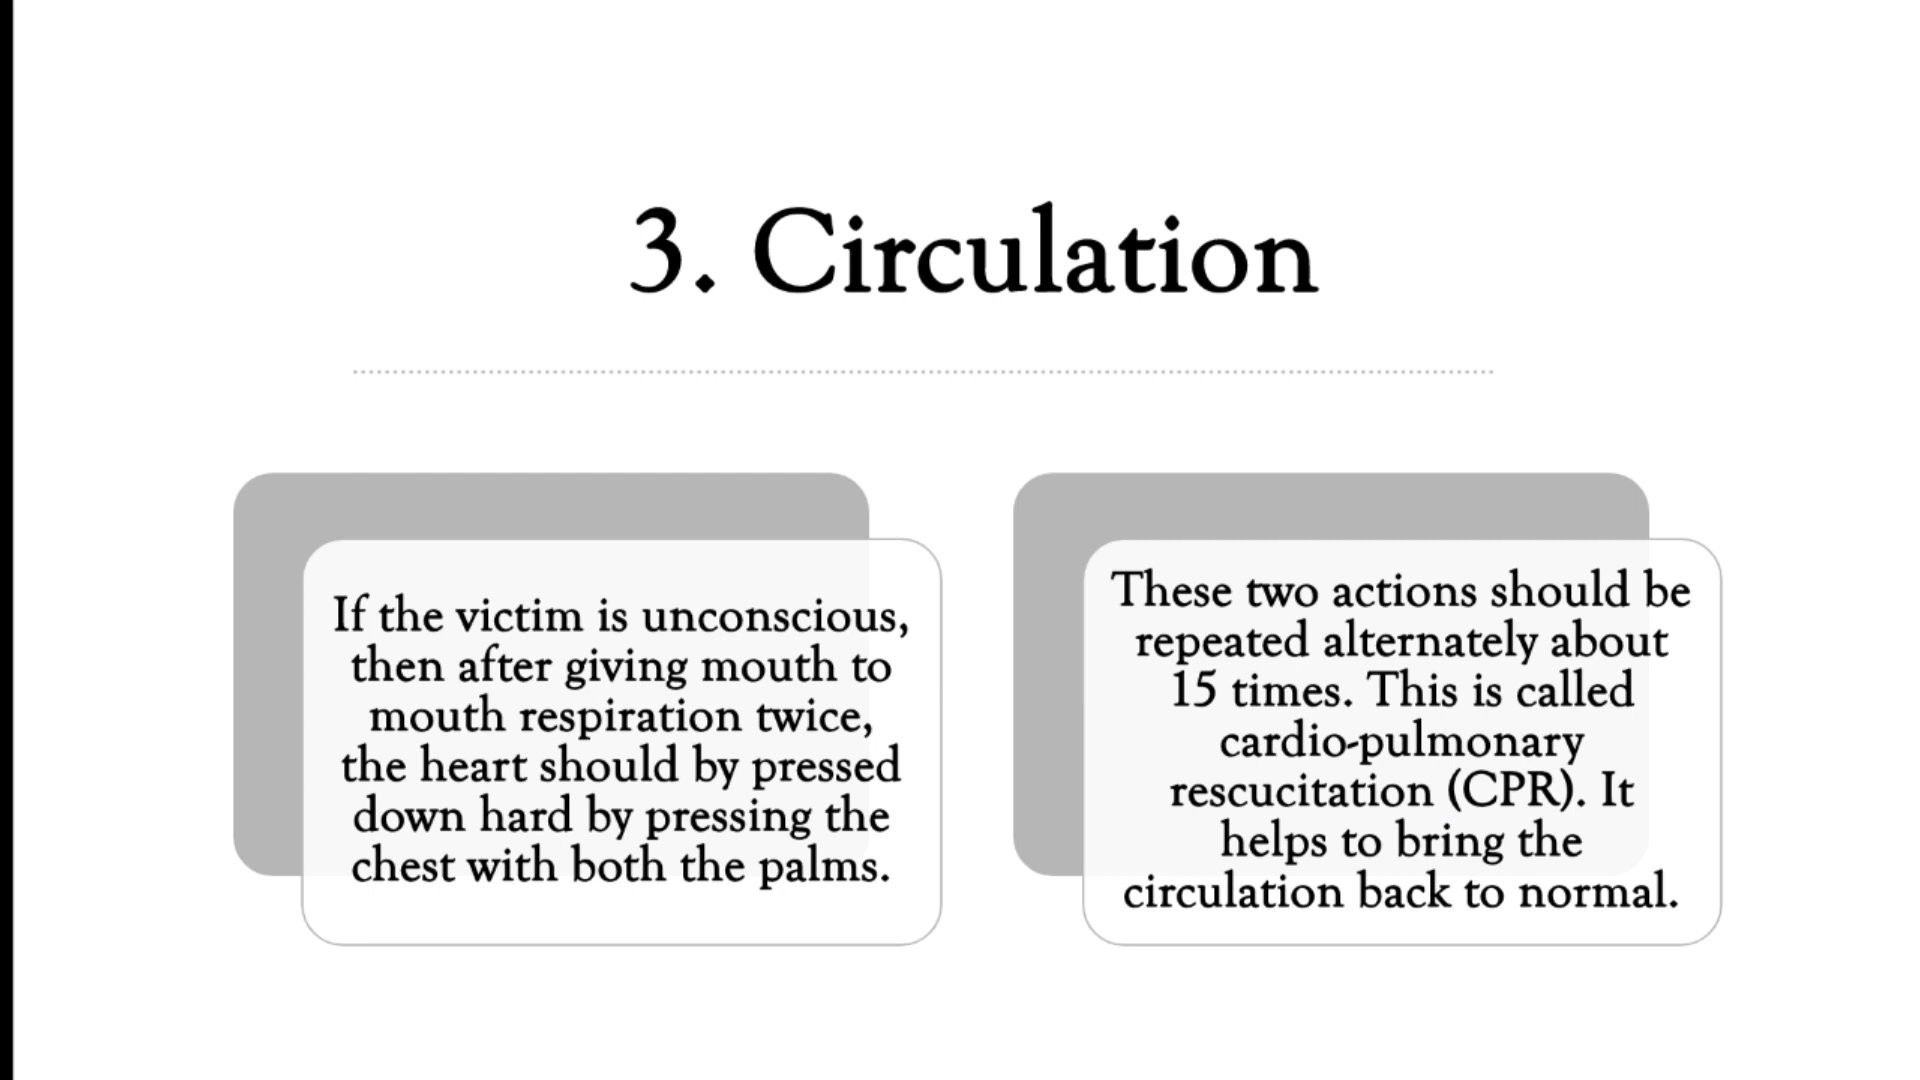 3. Circulation
If the victim is unconscious,
then after giving mouth to
mouth respiration twice,
the heart should by pressed
down hard by pressing the
chest with both the palms.
These two actions should be
repeated alternately about
15 times. This is called
cardio-pulmonary
rescucitation (CPR). It
helps to bring the
circulation back to normal.